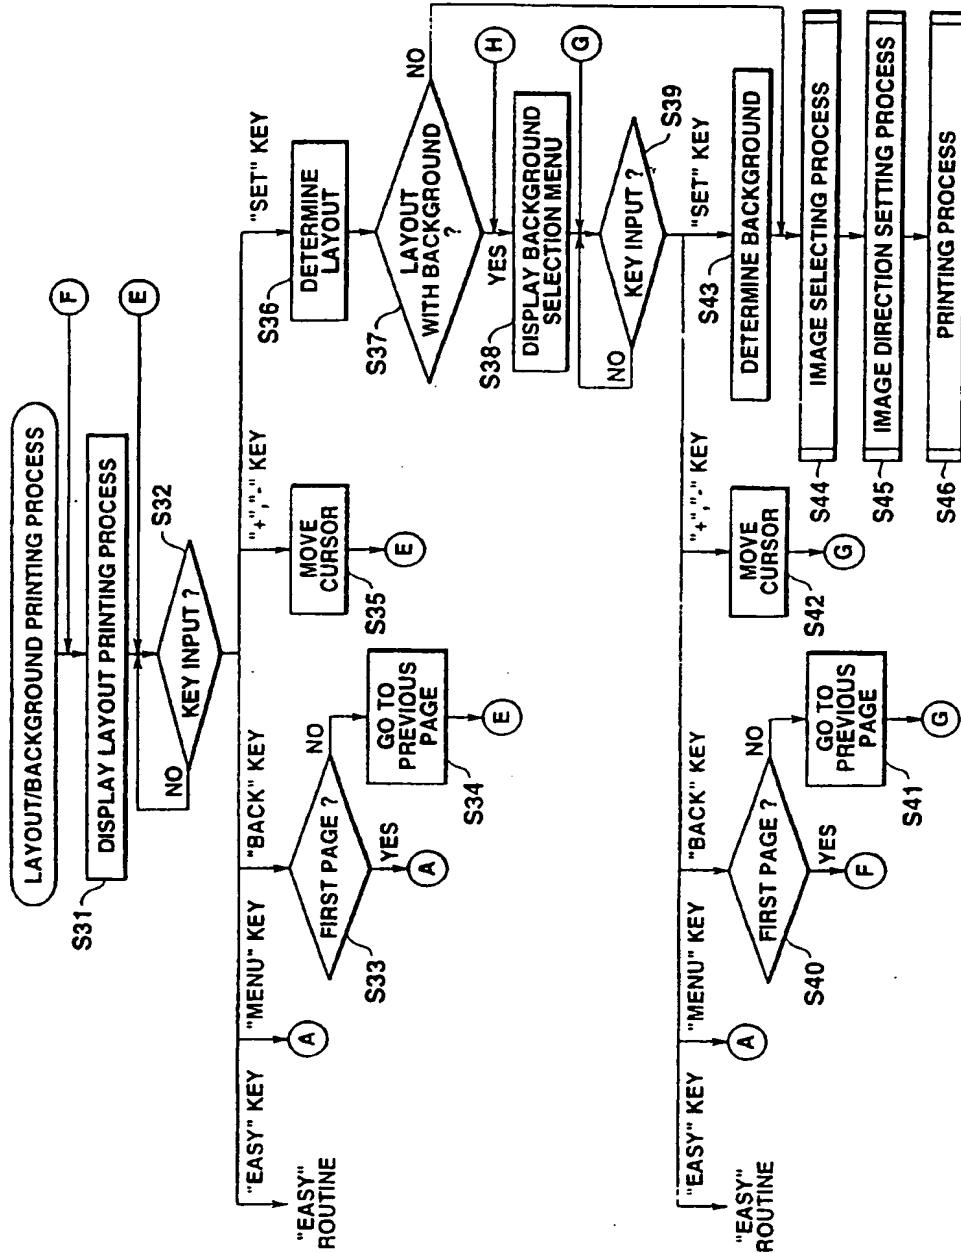 LAYOUT/BACKGROUND PRINTING PROCESS
F
S31
DISPLAY LAYOUT PRINTING PROCESS
E
S32
KEY INPUT ?
NO
"EASY" KEY
"MENU" KEY
"BACK" KEY
"+","-" KEY
"SET" KEY
"EASY"
ROUTINE
A
S33
FIRST PAGE ?
NO
YES
A
S34
GO TO
PREVIOUS
PAGE
E
S35
MOVE
CURSOR
E
S36
DETERMINE
LAYOUT
S37
LAYOUT
WITH BACKGROUND
?
NO
YES
H
S38
DISPLAY BACKGROUND
SELECTION MENU
G
S39
KEY INPUT ?
NO
"EASY" KEY
"MENU" KEY
"BACK" KEY
"+","-" KEY
"SET" KEY
"EASY"
ROUTINE
A
S40
FIRST PAGE ?
NO
YES
F
S41
GO TO
PREVIOUS
PAGE
G
S42
MOVE
CURSOR
G
S43
DETERMINE BACKGROUND
S44
IMAGE SELECTING PROCESS
S45
IMAGE DIRECTION SETTING PROCESS
S46
PRINTING PROCESS